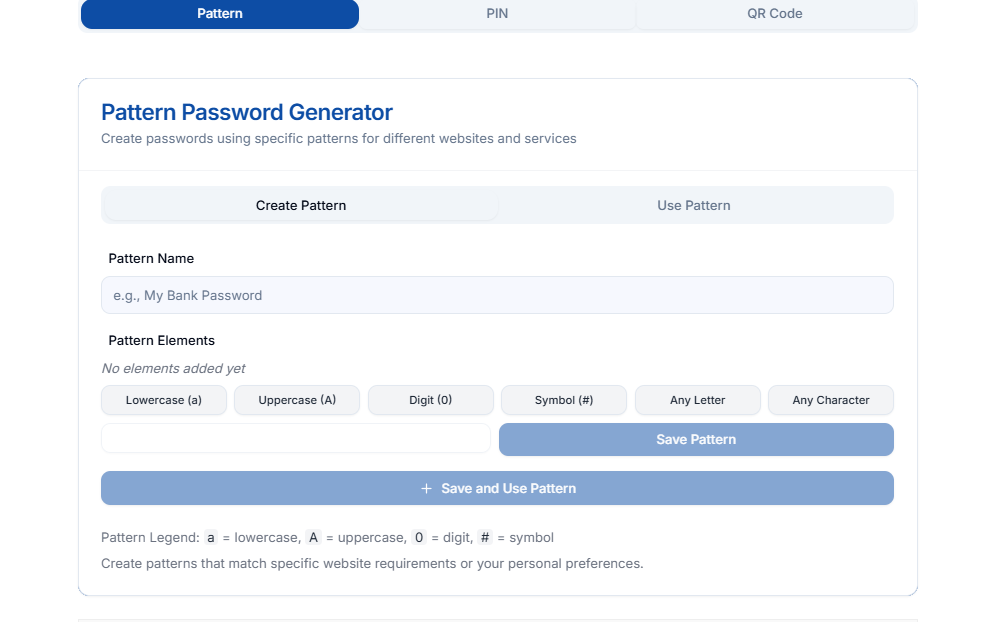 Pattern PIN QR Code
Pattern Password Generator
Create passwords using specific patterns for different websites and services
Create Pattern Use Pattern
Pattern Name
e.g., My Bank Password
Pattern Elements
No elements added yet
Lowercase (a) Uppercase (A) Digit (0) Symbol (#) Any Letter Any Character
Save Pattern
+ Save and Use Pattern
Pattern Legend: a = lowercase, A = uppercase, 0 = digit, # = symbol
Create patterns that match specific website requirements or your personal preferences.